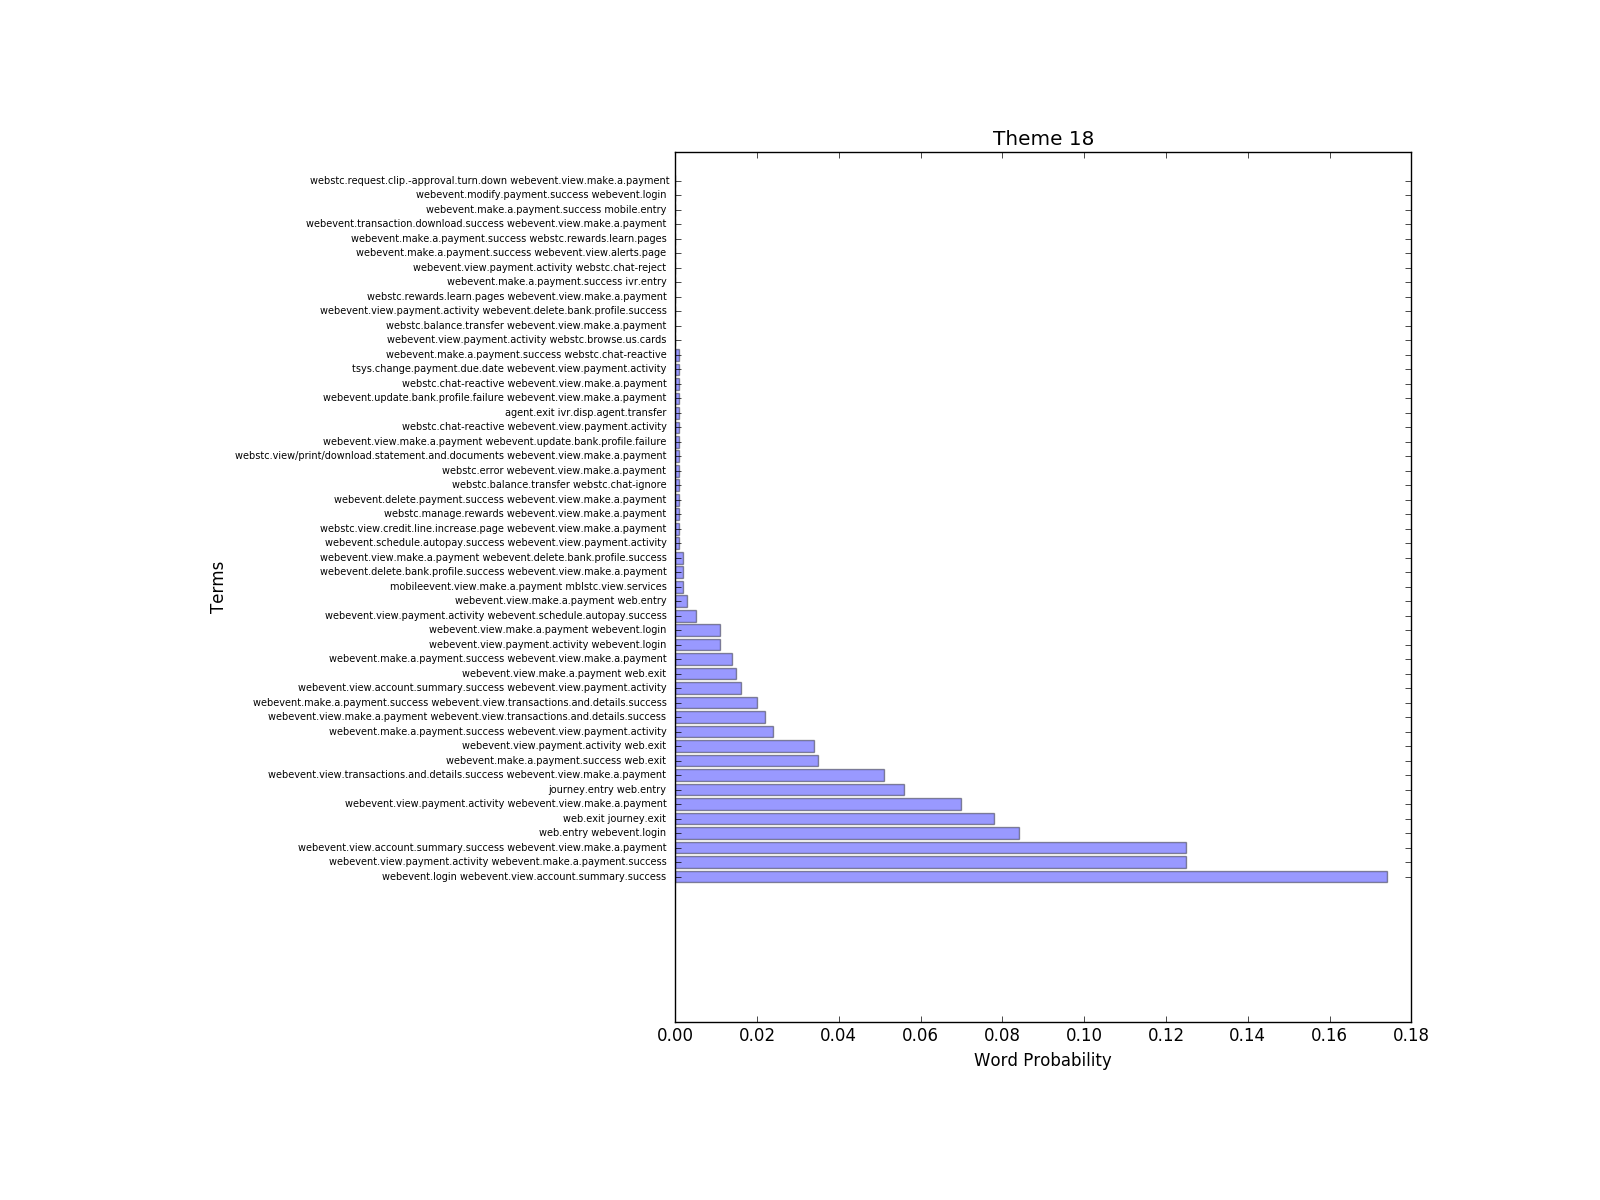 Theme 18
webstc.request.clip.-approval.turn.down webevent.view.make.a.payment
webevent.modify.payment.success webevent.login
webevent.make.a.payment.success mobile.entry
webevent.transaction.download.success webevent.view.make.a.payment
webevent.make.a.payment.success webstc.rewards.learn.pages
webevent.make.a.payment.success webevent.view.alerts.page
webevent.view.payment.activity webstc.chat-reject
webevent.make.a.payment.success ivr.entry
webstc.rewards.learn.pages webevent.view.make.a.payment
webevent.view.payment.activity webevent.delete.bank.profile.success
webstc.balance.transfer webevent.view.make.a.payment
webevent.view.payment.activity webstc.browse.us.cards
webevent.make.a.payment.success webstc.chat-reactive
tsys.change.payment.due.date webevent.view.payment.activity
webstc.chat-reactive webevent.view.make.a.payment
webevent.update.bank.profile.failure webevent.view.make.a.payment
agent.exit ivr.disp.agent.transfer
webstc.chat-reactive webevent.view.payment.activity
webevent.view.make.a.payment webevent.update.bank.profile.failure
webstc.view/print/download.statement.and.documents webevent.view.make.a.payment
webstc.error webevent.view.make.a.payment
webstc.balance.transfer webstc.chat-ignore
webevent.delete.payment.success webevent.view.make.a.payment
webstc.manage.rewards webevent.view.make.a.payment
webstc.view.credit.line.increase.page webevent.view.make.a.payment
webevent.schedule.autopay.success webevent.view.payment.activity
webevent.view.make.a.payment webevent.delete.bank.profile.success
webevent.delete.bank.profile.success webevent.view.make.a.payment
mobileevent.view.make.a.payment mblstc.view.services
webevent.view.make.a.payment web.entry
webevent.view.payment.activity webevent.schedule.autopay.success
webevent.view.make.a.payment webevent.login
webevent.view.payment.activity webevent.login
webevent.make.a.payment.success webevent.view.make.a.payment
webevent.view.make.a.payment web.exit
webevent.view.account.summary.success webevent.view.payment.activity
webevent.make.a.payment.success webevent.view.transactions.and.details.success
webevent.view.make.a.payment webevent.view.transactions.and.details.success
webevent.make.a.payment.success webevent.view.payment.activity
webevent.view.payment.activity web.exit
webevent.make.a.payment.success web.exit
webevent.view.transactions.and.details.success webevent.view.make.a.payment
journey.entry web.entry
webevent.view.payment.activity webevent.view.make.a.payment
web.exit journey.exit
web.entry webevent.login
webevent.view.account.summary.success webevent.view.make.a.payment
webevent.view.payment.activity webevent.make.a.payment.success
webevent.login webevent.view.account.summary.success
Terms
0.00 0.02 0.04 0.06 0.08 0.10 0.12 0.14 0.16 0.18
Word Probability